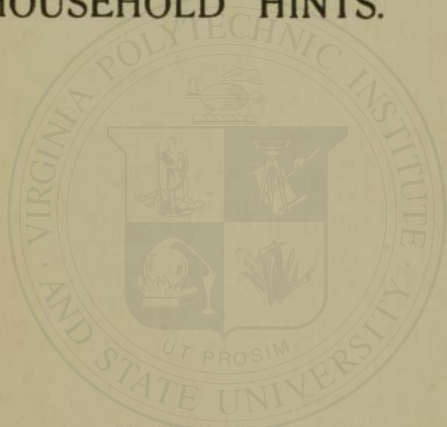 HOUSEHOLD HINTS.
VIRGINIA POLYTECHNIC INSTITUTE
AND STATE UNIVERSITY
UT PROSIM